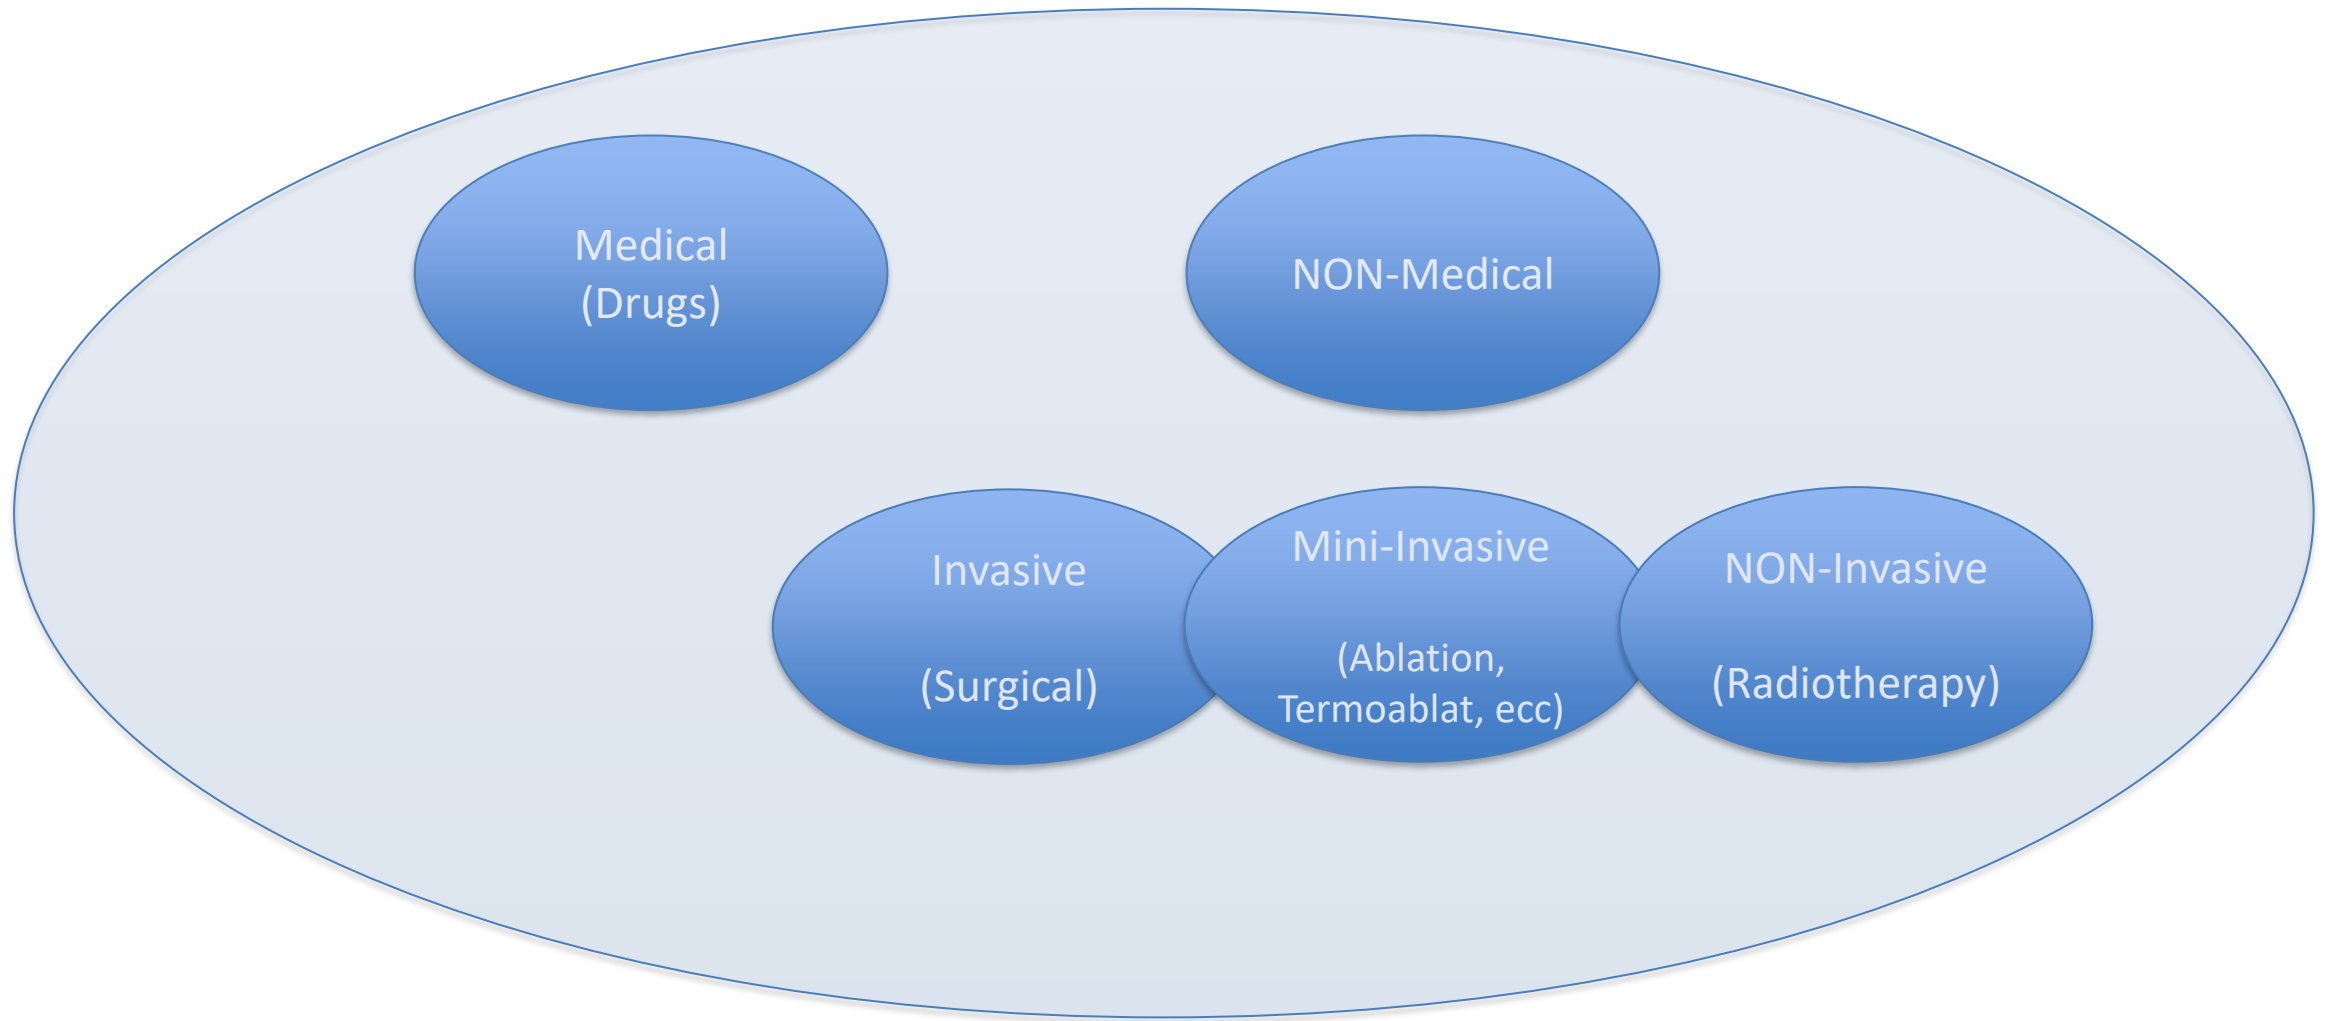 Medical
(Drugs)
NON-Medical
Invasive
(Surgical)
Mini-Invasive
(Ablation,
Termoablat, ecc)
NON-Invasive
(Radiotherapy)